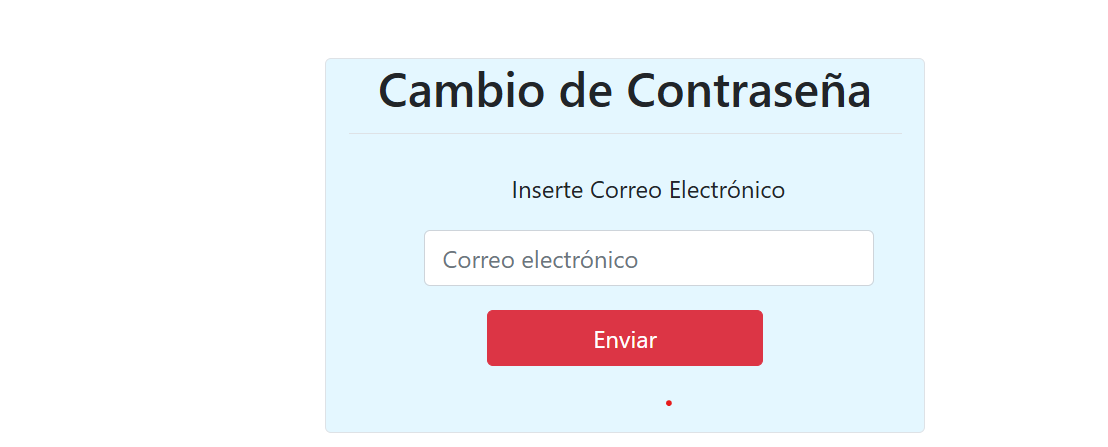 Cambio de Contraseña
Inserte Correo Electrónico
Correo electrónico
Enviar